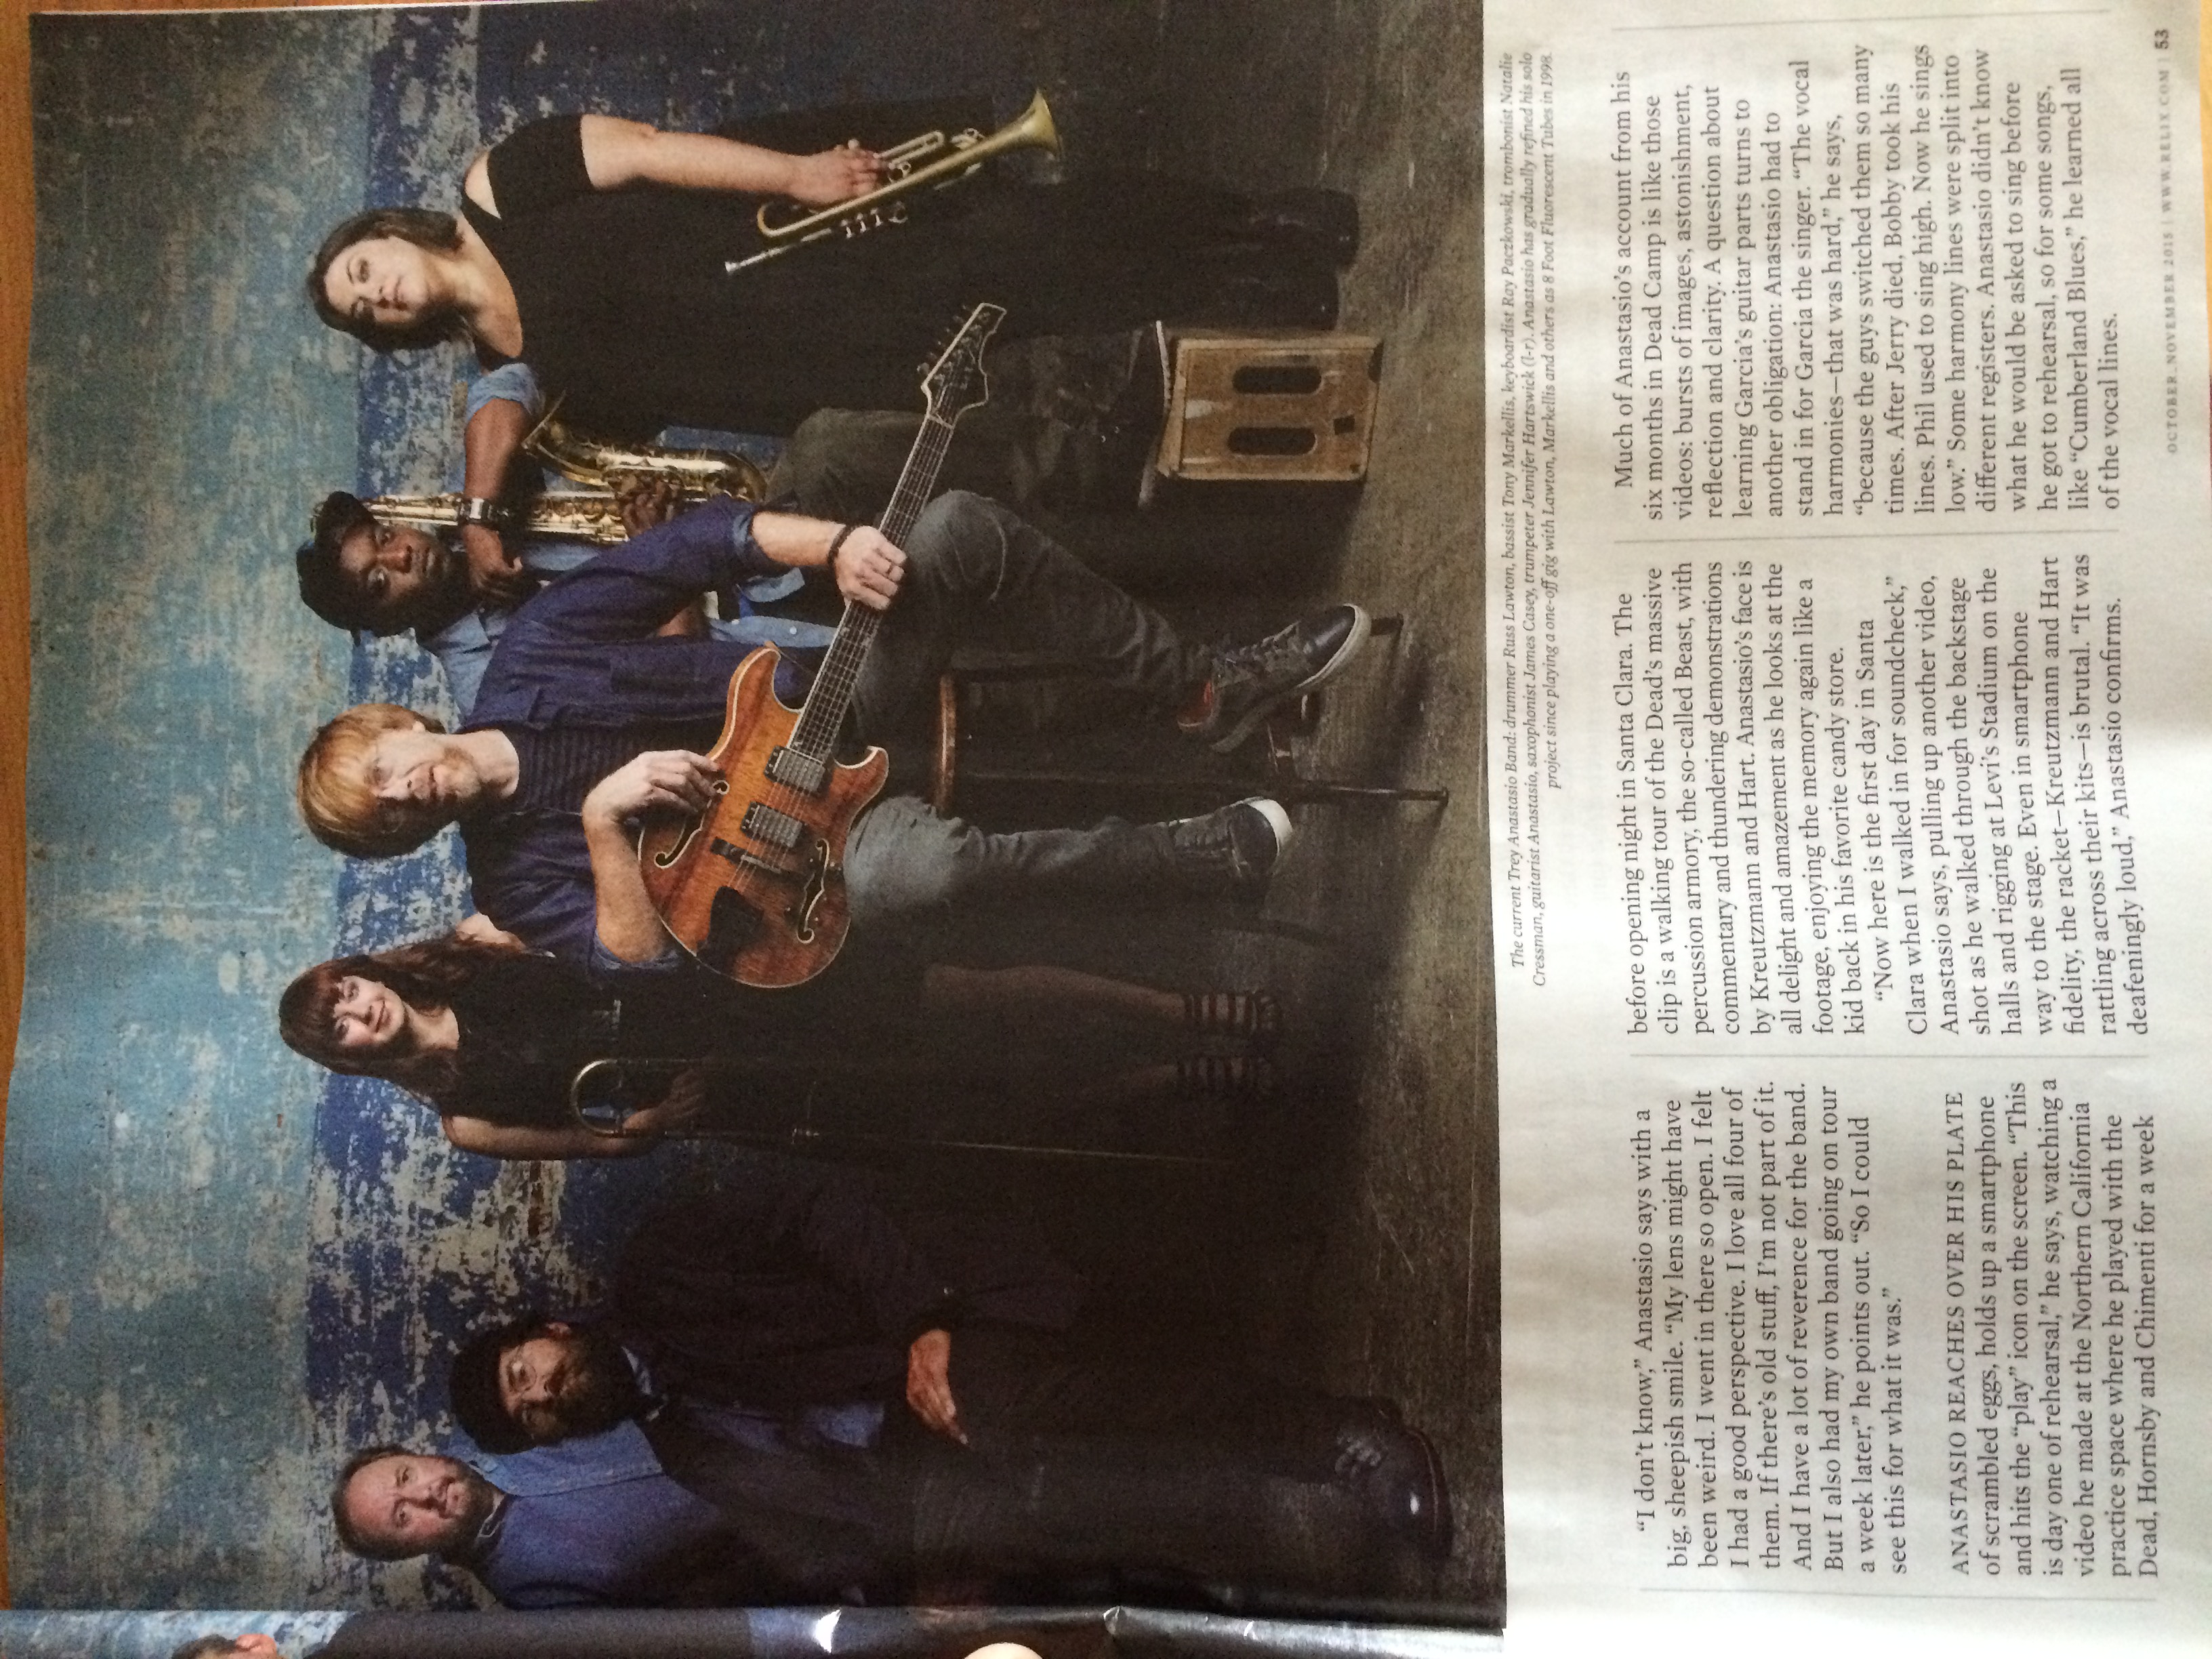 The current Trey Anastasio Band: drummer Russ Lawton, bassist Tony Markellis, keyboardist Ray Paczkowski, trombonist Natalie
Cressman, guitarist Anastasio, saxophonist James Casey, trumpeter Jennifer Hartswick (l-r). Anastasio has gradually refined his solo
project since playing a one-off gig with Lawton, Markellis and others as 8 Foot Fluorescent Tubes in 1998.
“I don’t know,” Anastasio says with a
big, sheepish smile. “My lens might have
been weird. I went in there so open. I felt
I had a good perspective. I love all four of
them. If there’s old stuff, I’m not part of it.
And I have a lot of reverence for the band.
But I also had my own band going on tour
a week later,” he points out. “So I could
see this for what it was.”
ANASTASIO REACHES OVER HIS PLATE
of scrambled eggs, holds up a smartphone
and hits the “play” icon on the screen. “This
is day one of rehearsal,” he says, watching a
video he made at the Northern California
practice space where he played with the
Dead, Hornsby and Chimenti for a week
before opening night in Santa Clara. The
clip is a walking tour of the Dead’s massive
percussion armory, the so-called Beast, with
commentary and thundering demonstrations
by Kreutzmann and Hart. Anastasio’s face is
all delight and amazement as he looks at the
footage, enjoying the memory again like a
kid back in his favorite candy store.
“Now here is the first day in Santa
Clara when I walked in for soundcheck,”
Anastasio says, pulling up another video,
shot as he walked through the backstage
halls and rigging at Levi’s Stadium on the
way to the stage. Even in smartphone
fidelity, the racket—Kreutzmann and Hart
rattling across their kits—is brutal. “It was
deafeningly loud,” Anastasio confirms.
Much of Anastasio’s account from his
six months in Dead Camp is like those
videos: bursts of images, astonishment,
reflection and clarity. A question about
learning Garcia’s guitar parts turns to
another obligation: Anastasio had to
stand in for Garcia the singer. “The vocal
harmonies—that was hard,” he says,
“because the guys switched them so many
times. After Jerry died, Bobby took his
lines. Phil used to sing high. Now he sings
low.” Some harmony lines were split into
different registers. Anastasio didn’t know
what he would be asked to sing before
he got to rehearsal, so for some songs,
like “Cumberland Blues,” he learned all
of the vocal lines.
OCTOBER_NOVEMBER 2015 | WWW.RELIX.COM | 53